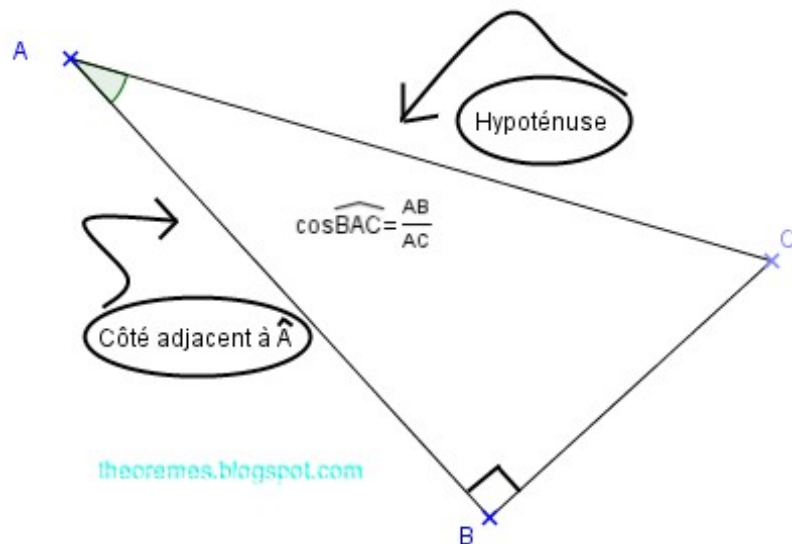 A
Hypoténuse
cosBAC=AB/AC
C
Côté adjacent à Â
theoremes.blogspot.com
B